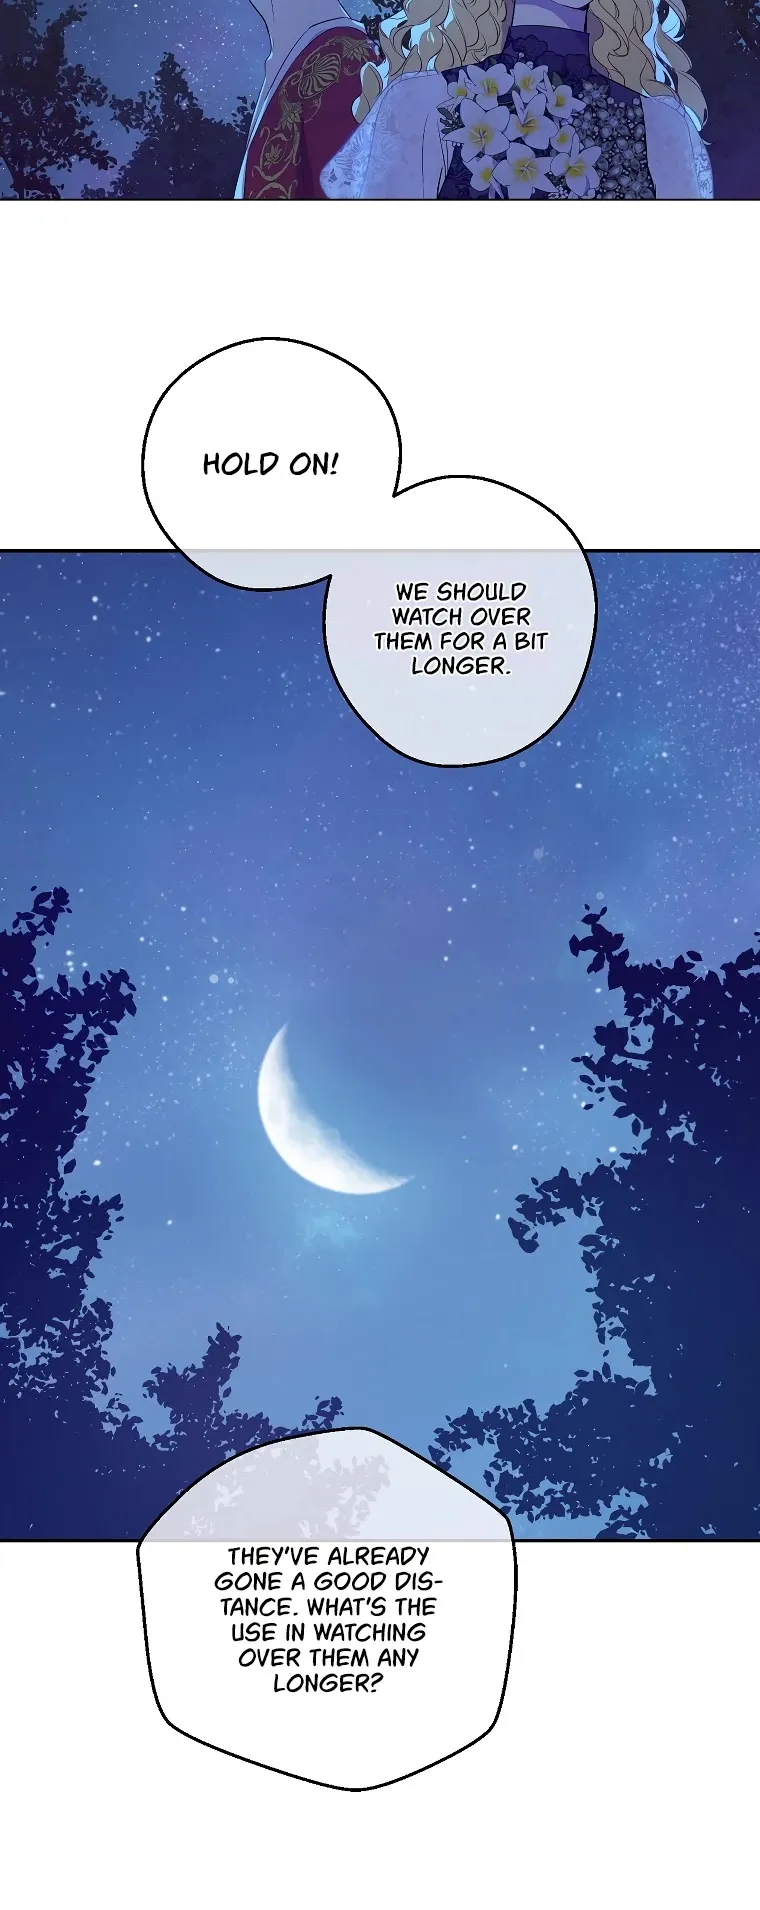 HOLD ON!
WE SHOULD
WATCH OVER
THEM FOR A BIT
LONGER.
THEY'VE ALREADY
GONE A GOOD DIS-
TANCE. WHAT'S THE
USE IN WATCHING
OVER THEM ANY
LONGER?